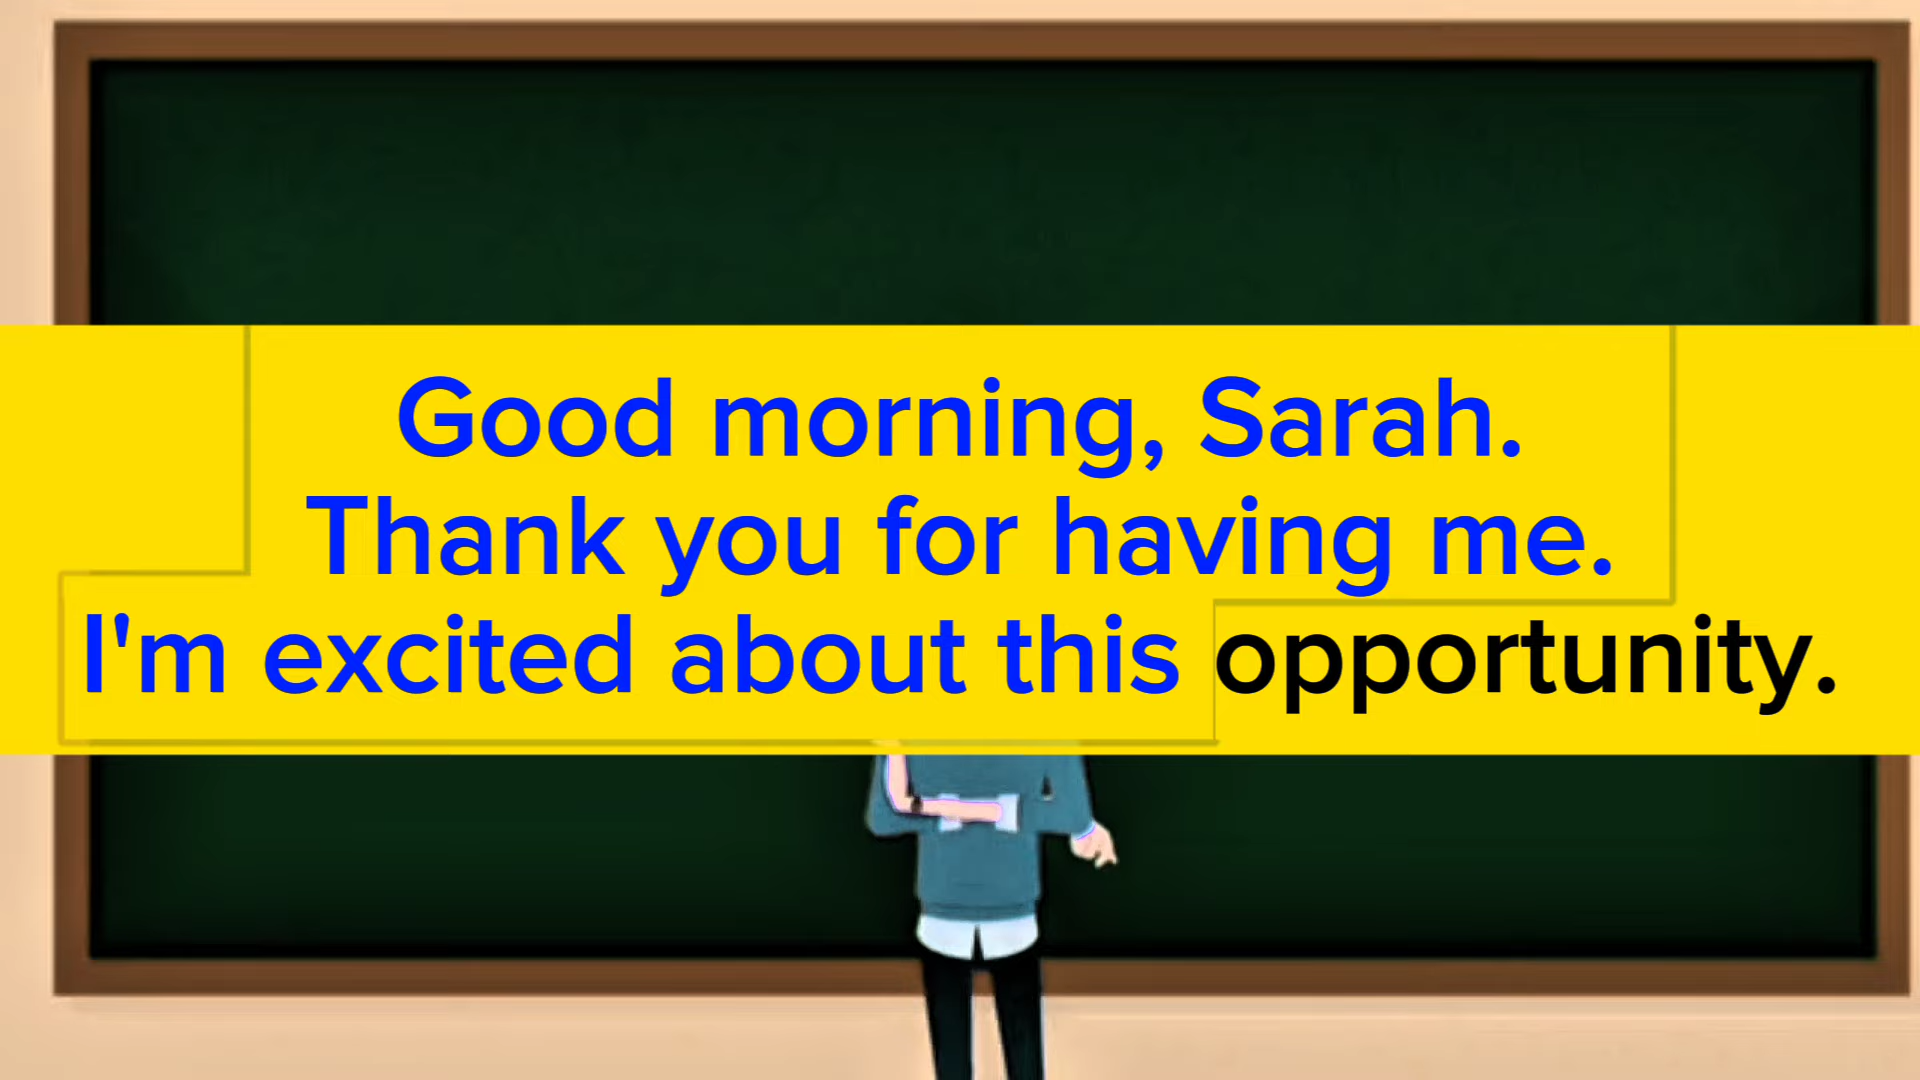 Good morning, Sarah.
Thank you for having me.
I'm excited about this opportunity.